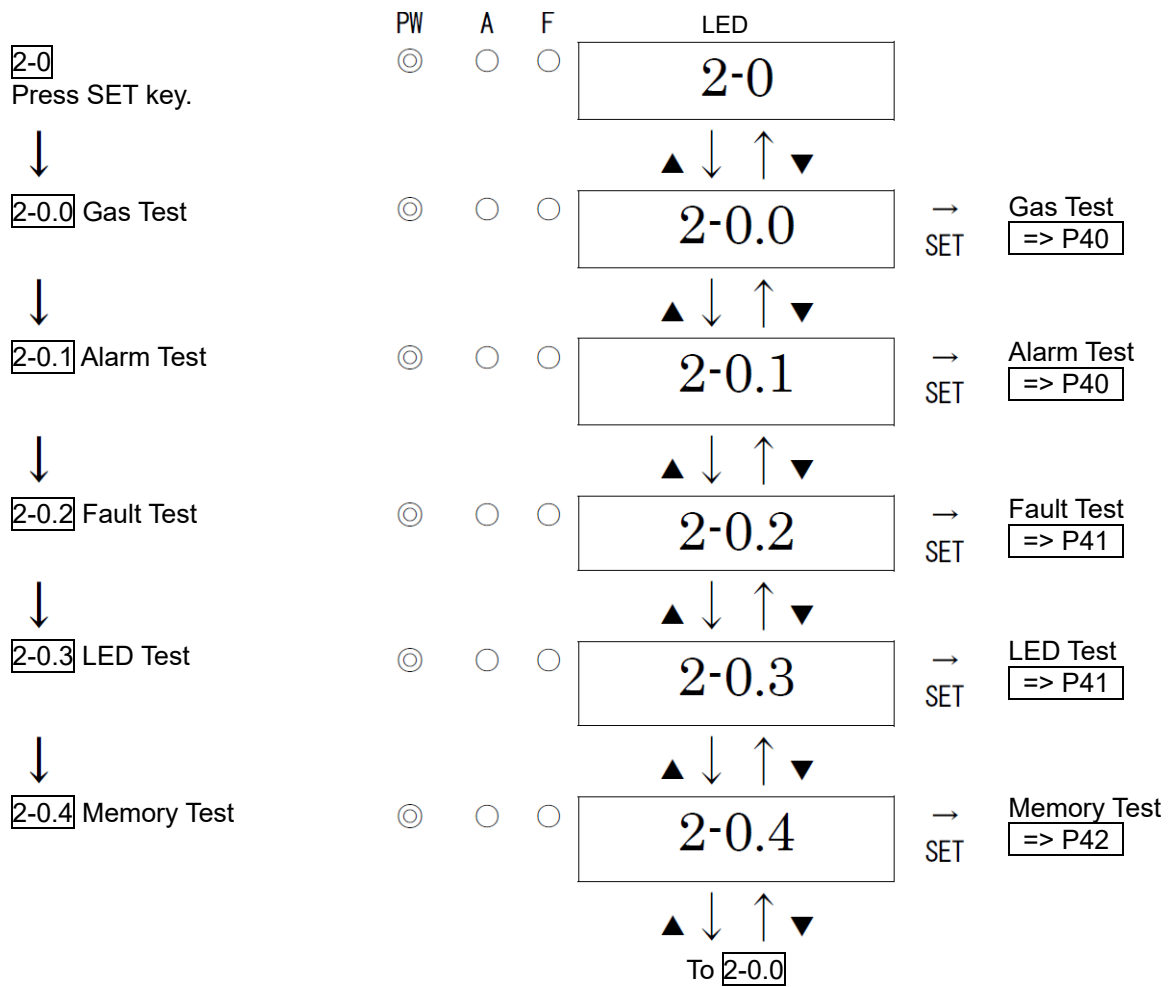 PW A F LED
2-0 ◎ ○ ○ 2-0
Press SET key.
↓ ▲ ↓ ↑ ▼
2-0.0 Gas Test ◎ ○ ○ 2-0.0 → Gas Test
SET => P40
↓ ▲ ↓ ↑ ▼
2-0.1 Alarm Test ◎ ○ ○ 2-0.1 → Alarm Test
SET => P40
↓ ▲ ↓ ↑ ▼
2-0.2 Fault Test ◎ ○ ○ 2-0.2 → Fault Test
SET => P41
↓ ▲ ↓ ↑ ▼
2-0.3 LED Test ◎ ○ ○ 2-0.3 → LED Test
SET => P41
↓ ▲ ↓ ↑ ▼
2-0.4 Memory Test ◎ ○ ○ 2-0.4 → Memory Test
SET => P42
▲ ↓ ↑ ▼
To 2-0.0